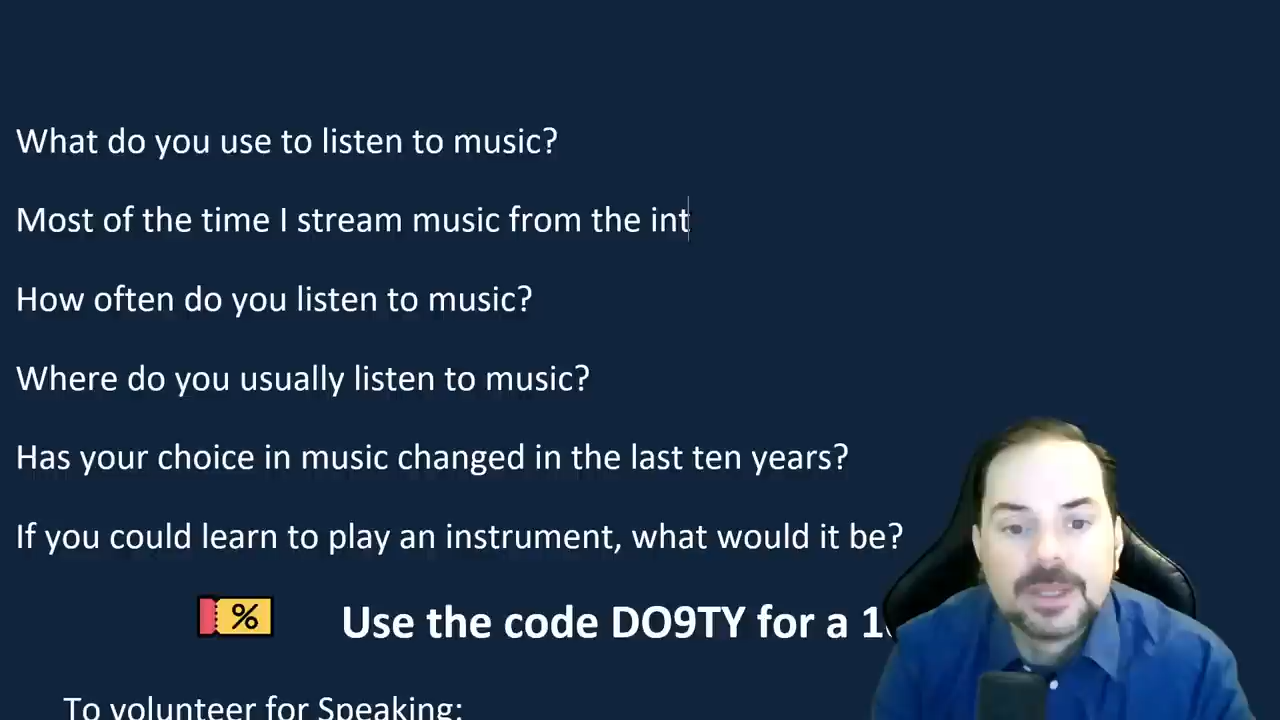 What do you use to listen to music?
Most of the time I stream music from the int
How often do you listen to music?
Where do you usually listen to music?
Has your choice in music changed in the last ten years?
If you could learn to play an instrument, what would it be?
% Use the code DO9TY for a 1
To volunteer for Speaking: